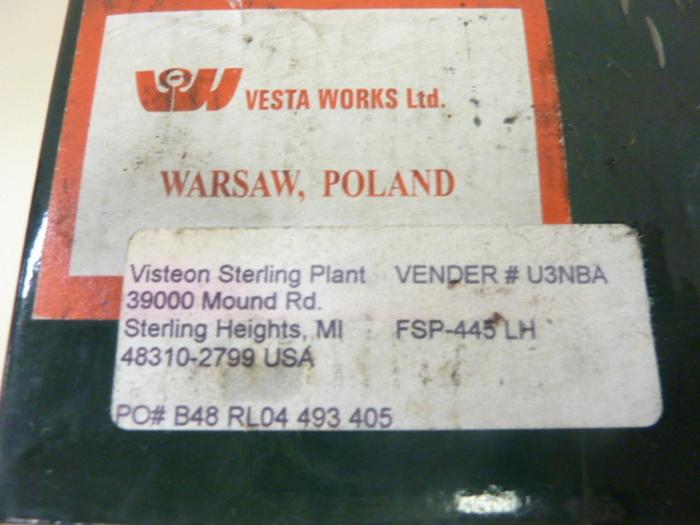 VESTA WORKS Ltd.
WARSAW, POLAND
Visteon Sterling Plant VENDER # U3NBA
39000 Mound Rd.
Sterling Heights, MI FSP-445 LH
48310-2799 USA
PO# B48 RL04 493 405